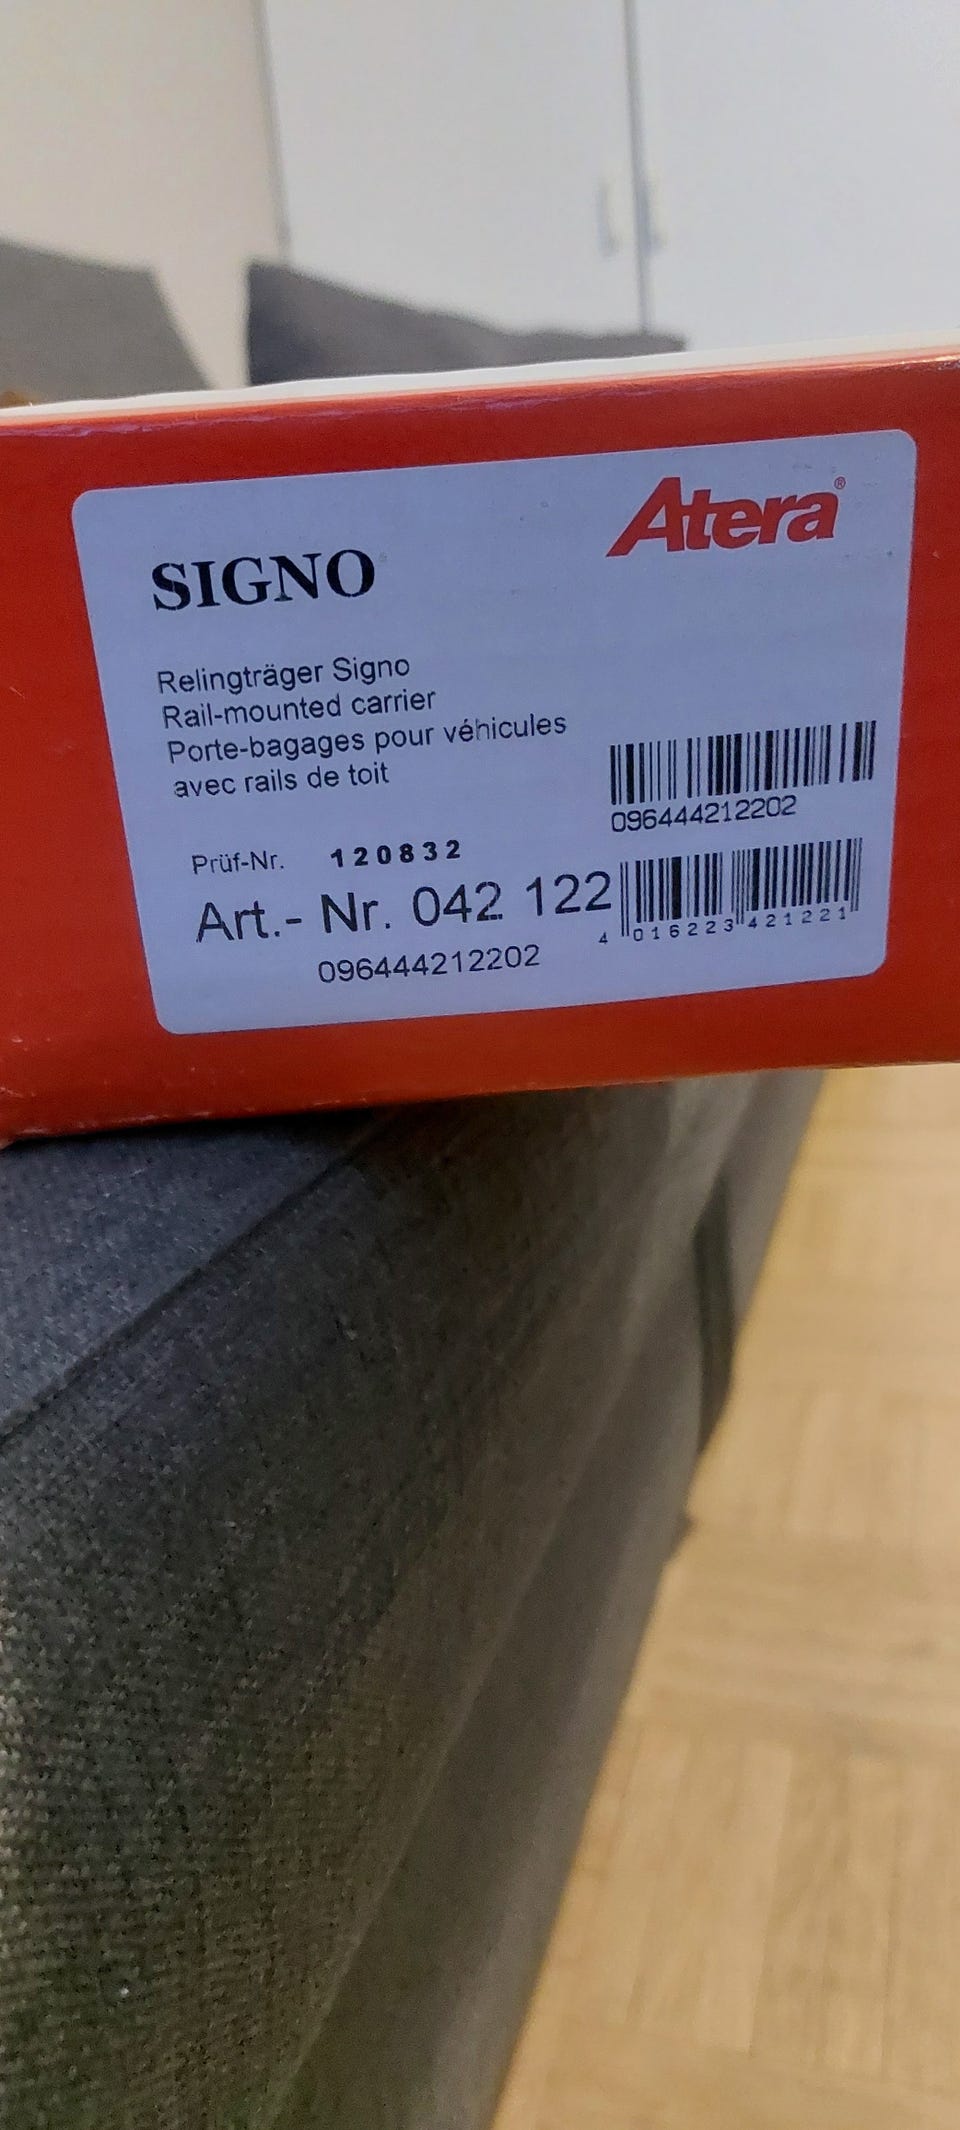 Atera®
SIGNO
Relingträger Signo
Rail-mounted carrier
Porte-bagages pour véhicules
avec rails de toit
096444212202
Prüf-Nr. 120832
Art.- Nr. 042 122
4 016223 421221
096444212202